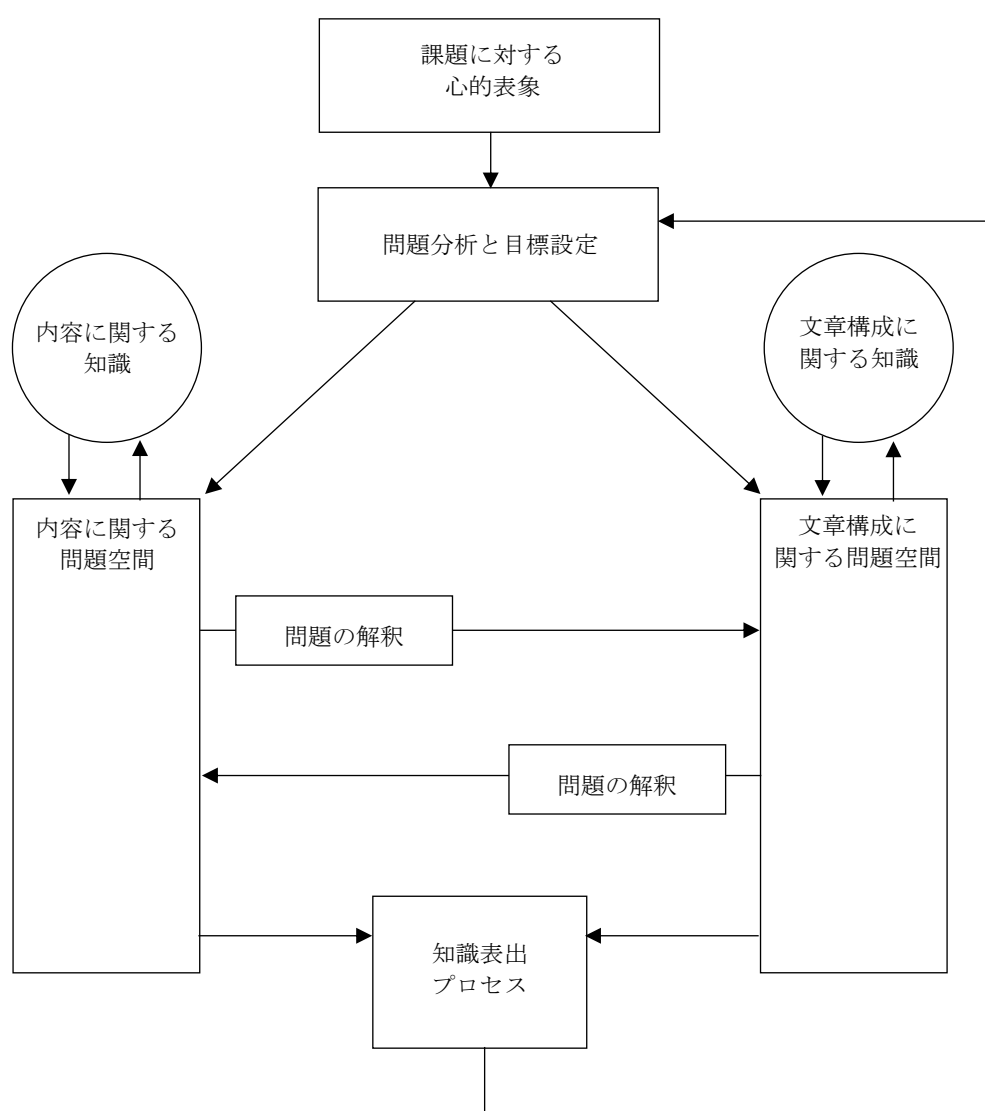 課題に対する
心的表象
問題分析と目標設定
内容に関する
知識
文章構成に
関する知識
内容に関する
問題空間
文章構成に
関する問題空間
問題の解釈
問題の解釈
知識表出
プロセス